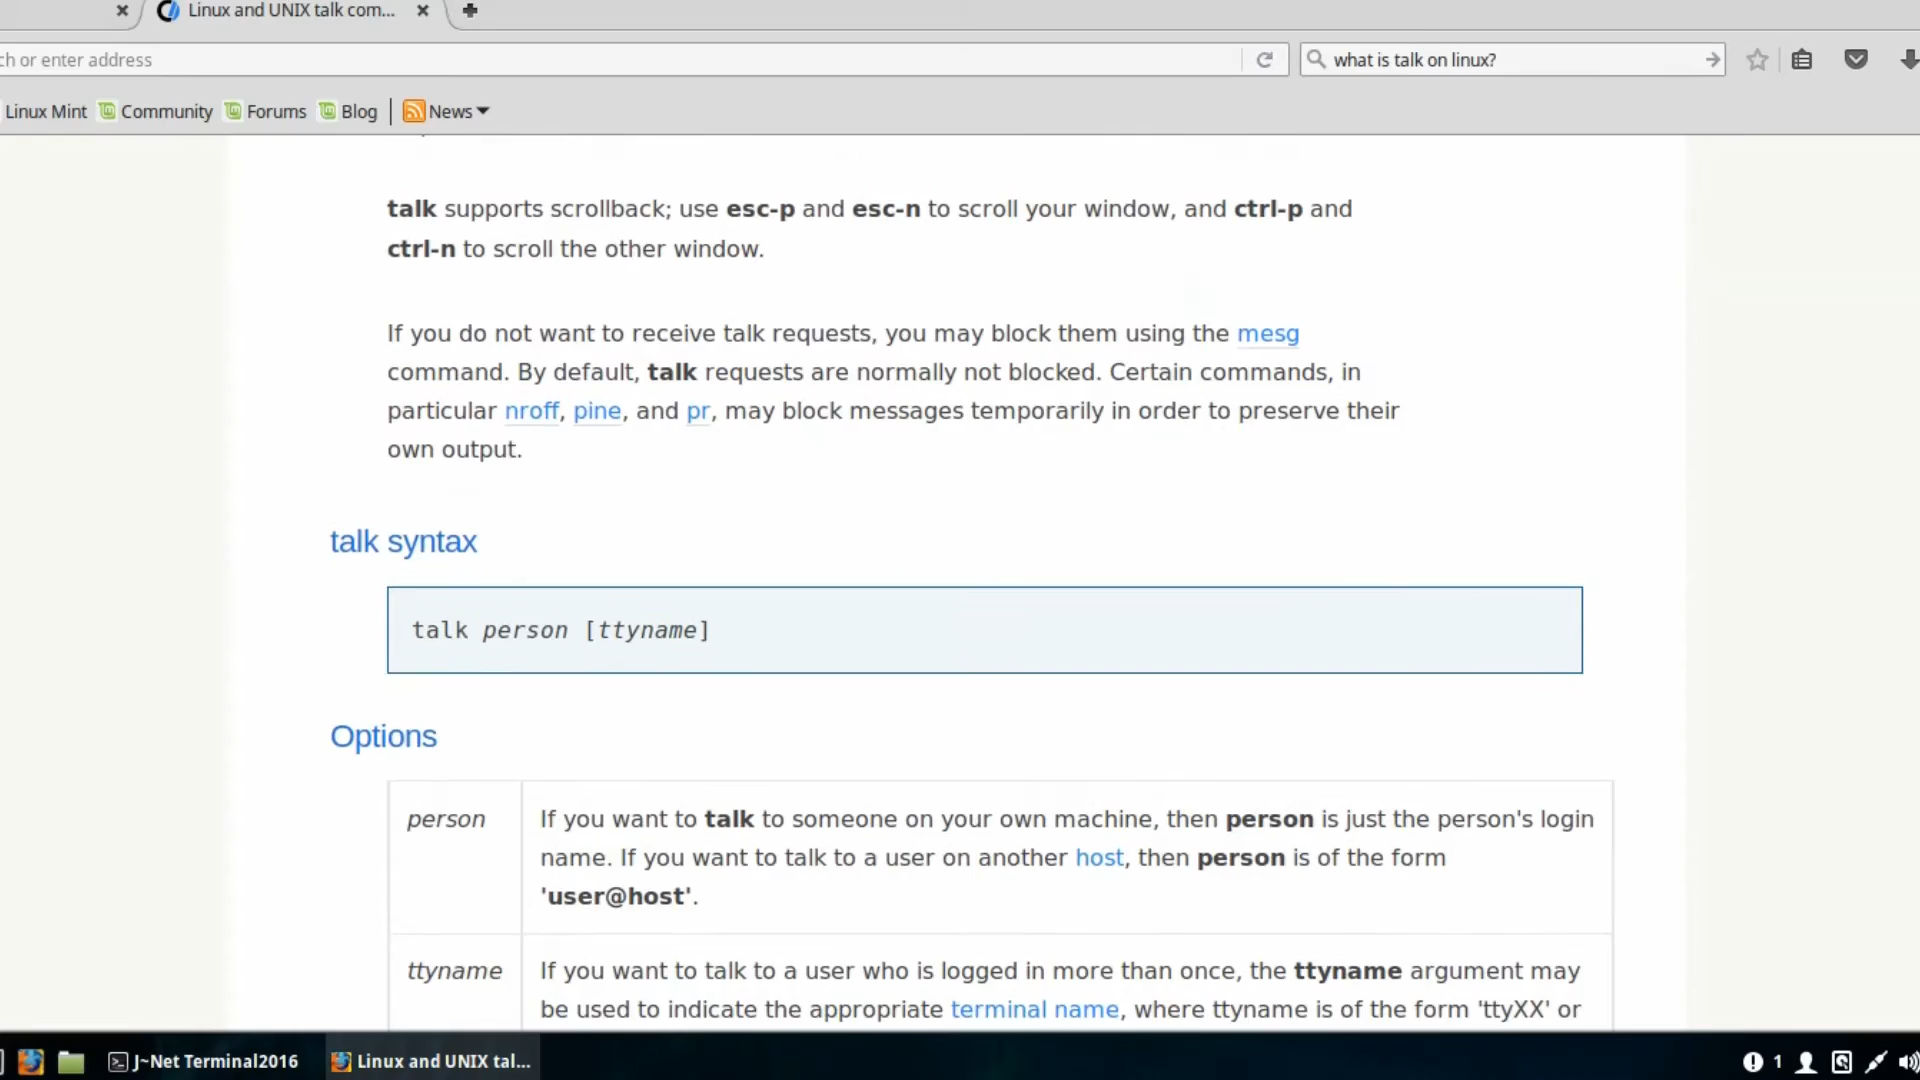 Linux and UNIX talk com...
ch or enter address
what is talk on linux?
Linux Mint Community Forums Blog News
talk supports scrollback; use esc-p and esc-n to scroll your window, and ctrl-p and
ctrl-n to scroll the other window.
If you do not want to receive talk requests, you may block them using the mesg
command. By default, talk requests are normally not blocked. Certain commands, in
particular nroff, pine, and pr, may block messages temporarily in order to preserve their
own output.
talk syntax
talk person [ttyname]
Options
person
If you want to talk to someone on your own machine, then person is just the person's login
name. If you want to talk to a user on another host, then person is of the form
'user@host'.
ttyname
If you want to talk to a user who is logged in more than once, the ttyname argument may
be used to indicate the appropriate terminal name, where ttyname is of the form 'ttyXX' or
J~Net Terminal2016
Linux and UNIX tal...
1